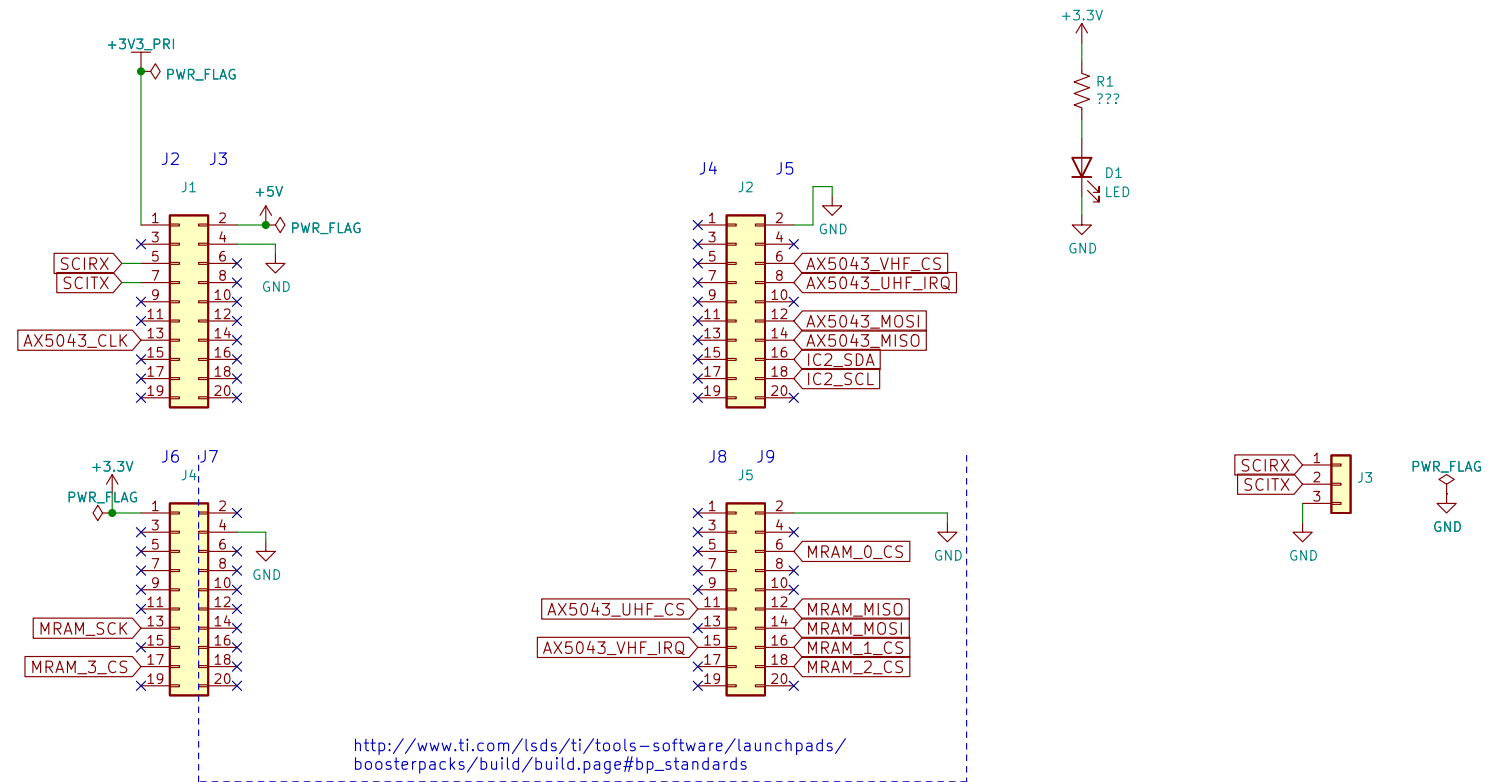 +3.3V
+3V3_PRI
PWR_FLAG
R1
???
J2 J3
J1
+5V
PWR_FLAG
J4 J5
J2
GND
D1
LED
GND
1 2
3 4
SCIRX 5 6
SCITX 7 8
GND
9 10
11 12
AX5043_CLK 13 14
15 16
17 18
19 20
1 2
3 4
5 6 AX5043_VHF_CS
7 8 AX5043_UHF_IRQ
9 10
11 12 AX5043_MOSI
13 14 AX5043_MISO
15 16 IC2_SDA
17 18 IC2_SCL
19 20
J6 J7
J4
+3.3V
PWR_FLAG
1 2
3 4
5 6
GND
7 8
9 10
11 12
MRAM_SCK 13 14
15 16
MRAM_3_CS 17 18
19 20
J8 J9
J5
1 2
3 4
5 6 MRAM_0_CS
GND
7 8
9 10
AX5043_UHF_CS 11 12 MRAM_MISO
13 14 MRAM_MOSI
AX5043_VHF_IRQ 15 16 MRAM_1_CS
17 18 MRAM_2_CS
19 20
SCIRX 1
SCITX 2
3
J3
GND
PWR_FLAG
GND
http://www.ti.com/lsds/ti/tools-software/launchpads/
boosterpacks/build/build.page#bp_standards